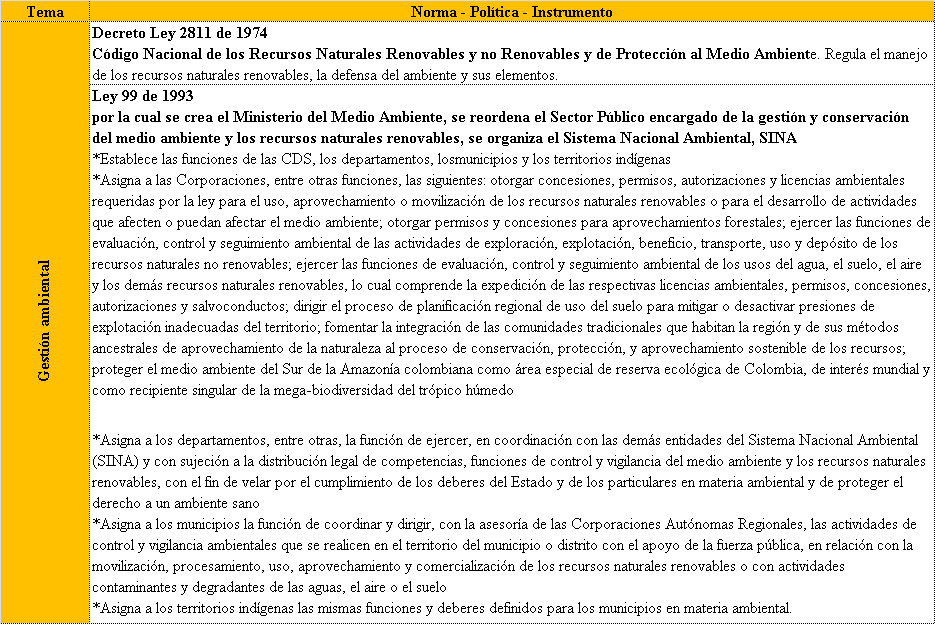 Tema
Norma - Política - Instrumento
Gestión ambiental
Decreto Ley 2811 de 1974
Código Nacional de los Recursos Naturales Renovables y no Renovables y de Protección al Medio Ambiente. Regula el manejo
de los recursos naturales renovables, la defensa del ambiente y sus elementos.
Ley 99 de 1993
por la cual se crea el Ministerio del Medio Ambiente, se reordena el Sector Público encargado de la gestión y conservación
del medio ambiente y los recursos naturales renovables, se organiza el Sistema Nacional Ambiental, SINA
*Establece las funciones de las CDS, los departamentos, losmunicipios y los territorios indígenas
*Asigna a las Corporaciones, entre otras funciones, las siguientes: otorgar concesiones, permisos, autorizaciones y licencias ambientales
requeridas por la ley para el uso, aprovechamiento o movilización de los recursos naturales renovables o para el desarrollo de actividades
que afecten o puedan afectar el medio ambiente; otorgar permisos y concesiones para aprovechamientos forestales; ejercer las funciones de
evaluación, control y seguimiento ambiental de las actividades de exploración, explotación, beneficio, transporte, uso y depósito de los
recursos naturales no renovables; ejercer las funciones de evaluación, control y seguimiento ambiental de los usos del agua, el suelo, el aire
y los demás recursos naturales renovables, lo cual comprende la expedición de las respectivas licencias ambientales, permisos, concesiones,
autorizaciones y salvoconductos; dirigir el proceso de planificación regional de uso del suelo para mitigar o desactivar presiones de
explotación inadecuadas del territorio; fomentar la integración de las comunidades tradicionales que habitan la región y de sus métodos
ancestrales de aprovechamiento de la naturaleza al proceso de conservación, protección, y aprovechamiento sostenible de los recursos;
proteger el medio ambiente del Sur de la Amazonía colombiana como área especial de reserva ecológica de Colombia, de interés mundial y
como recipiente singular de la mega-biodiversidad del trópico húmedo
*Asigna a los departamentos, entre otras, la función de ejercer, en coordinación con las demás entidades del Sistema Nacional Ambiental
(SINA) y con sujeción a la distribución legal de competencias, funciones de control y vigilancia del medio ambiente y los recursos naturales
renovables, con el fin de velar por el cumplimiento de los deberes del Estado y de los particulares en materia ambiental y de proteger el
derecho a un ambiente sano
*Asigna a los municipios la función de coordinar y dirigir, con la asesoría de las Corporaciones Autónomas Regionales, las actividades de
control y vigilancia ambientales que se realicen en el territorio del municipio o distrito con el apoyo de la fuerza pública, en relación con la
movilización, procesamiento, uso, aprovechamiento y comercialización de los recursos naturales renovables o con actividades
contaminantes y degradantes de las aguas, el aire o el suelo
*Asigna a los territorios indígenas las mismas funciones y deberes definidos para los municipios en materia ambiental.